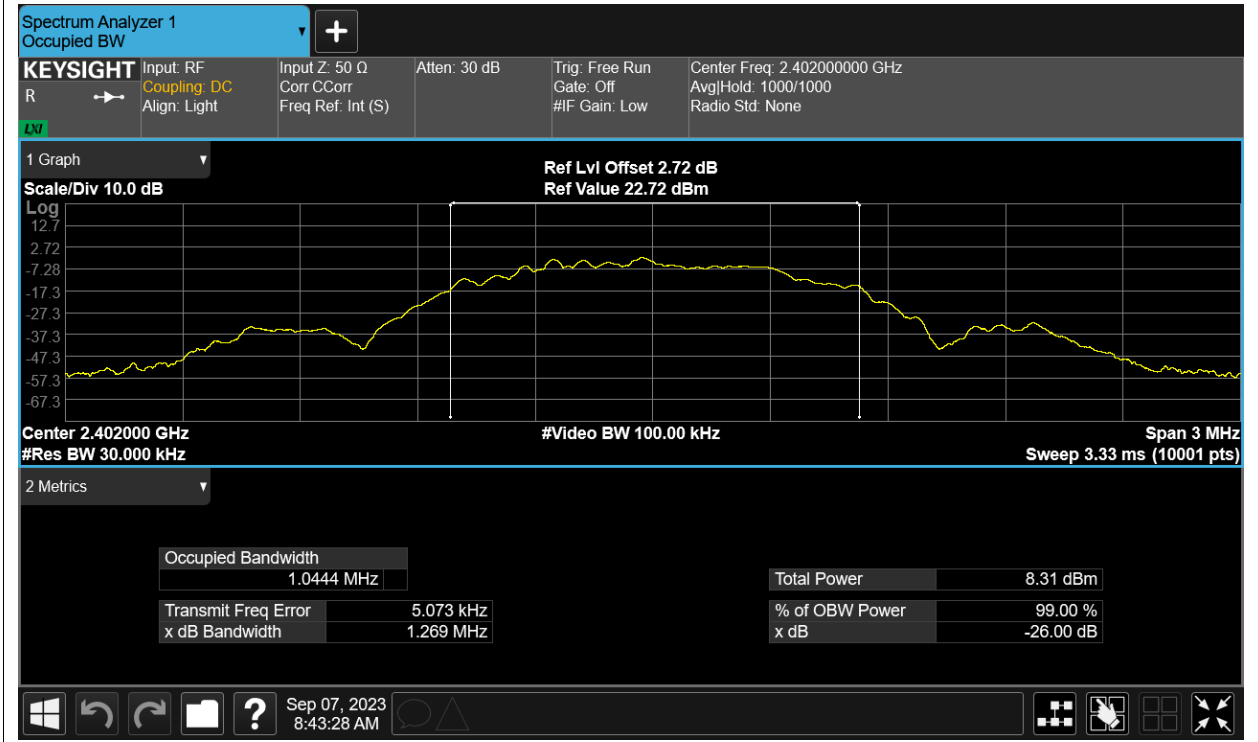 Spectrum Analyzer 1
Occupied BW
KEYSIGHT Input: RF Input Z: 50 Ω Atten: 30 dB Trig: Free Run Center Freq: 2.402000000 GHz
R Coupling: DC Corr CCorr Gate: Off Avg|Hold: 1000/1000
Align: Light Freq Ref: Int (S) #IF Gain: Low Radio Std: None
LXI
1 Graph
Ref Lvl Offset 2.72 dB
Scale/Div 10.0 dB Ref Value 22.72 dBm
Log
12.7
2.72
-7.28
-17.3
-27.3
-37.3
-47.3
-57.3
-67.3
Center 2.402000 GHz #Video BW 100.00 kHz Span 3 MHz
#Res BW 30.000 kHz Sweep 3.33 ms (10001 pts)
2 Metrics
Occupied Bandwidth
1.0444 MHz Total Power 8.31 dBm
Transmit Freq Error 5.073 kHz % of OBW Power 99.00 %
x dB Bandwidth 1.269 MHz x dB -26.00 dB
? Sep 07, 2023
8:43:28 AM